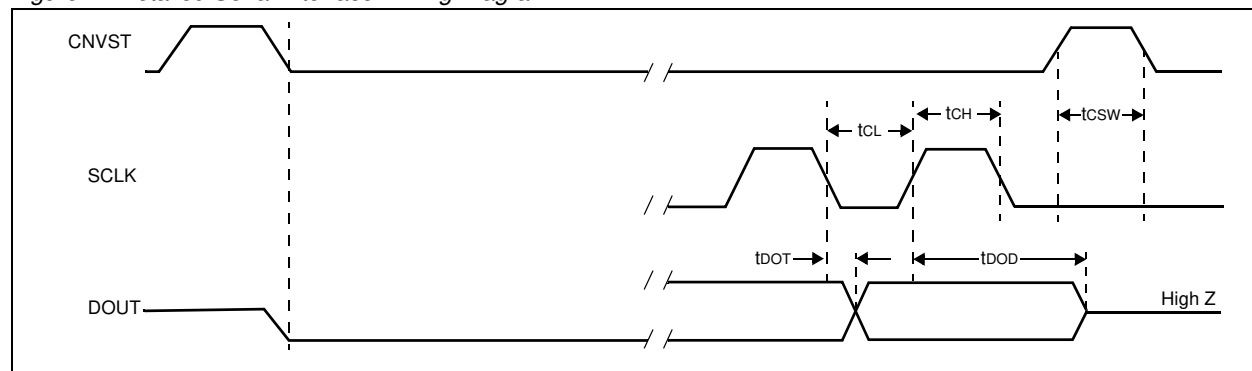 CNVST
tCL
tCH
tCSW
SCLK
tDOT
tDOD
DOUT
High Z